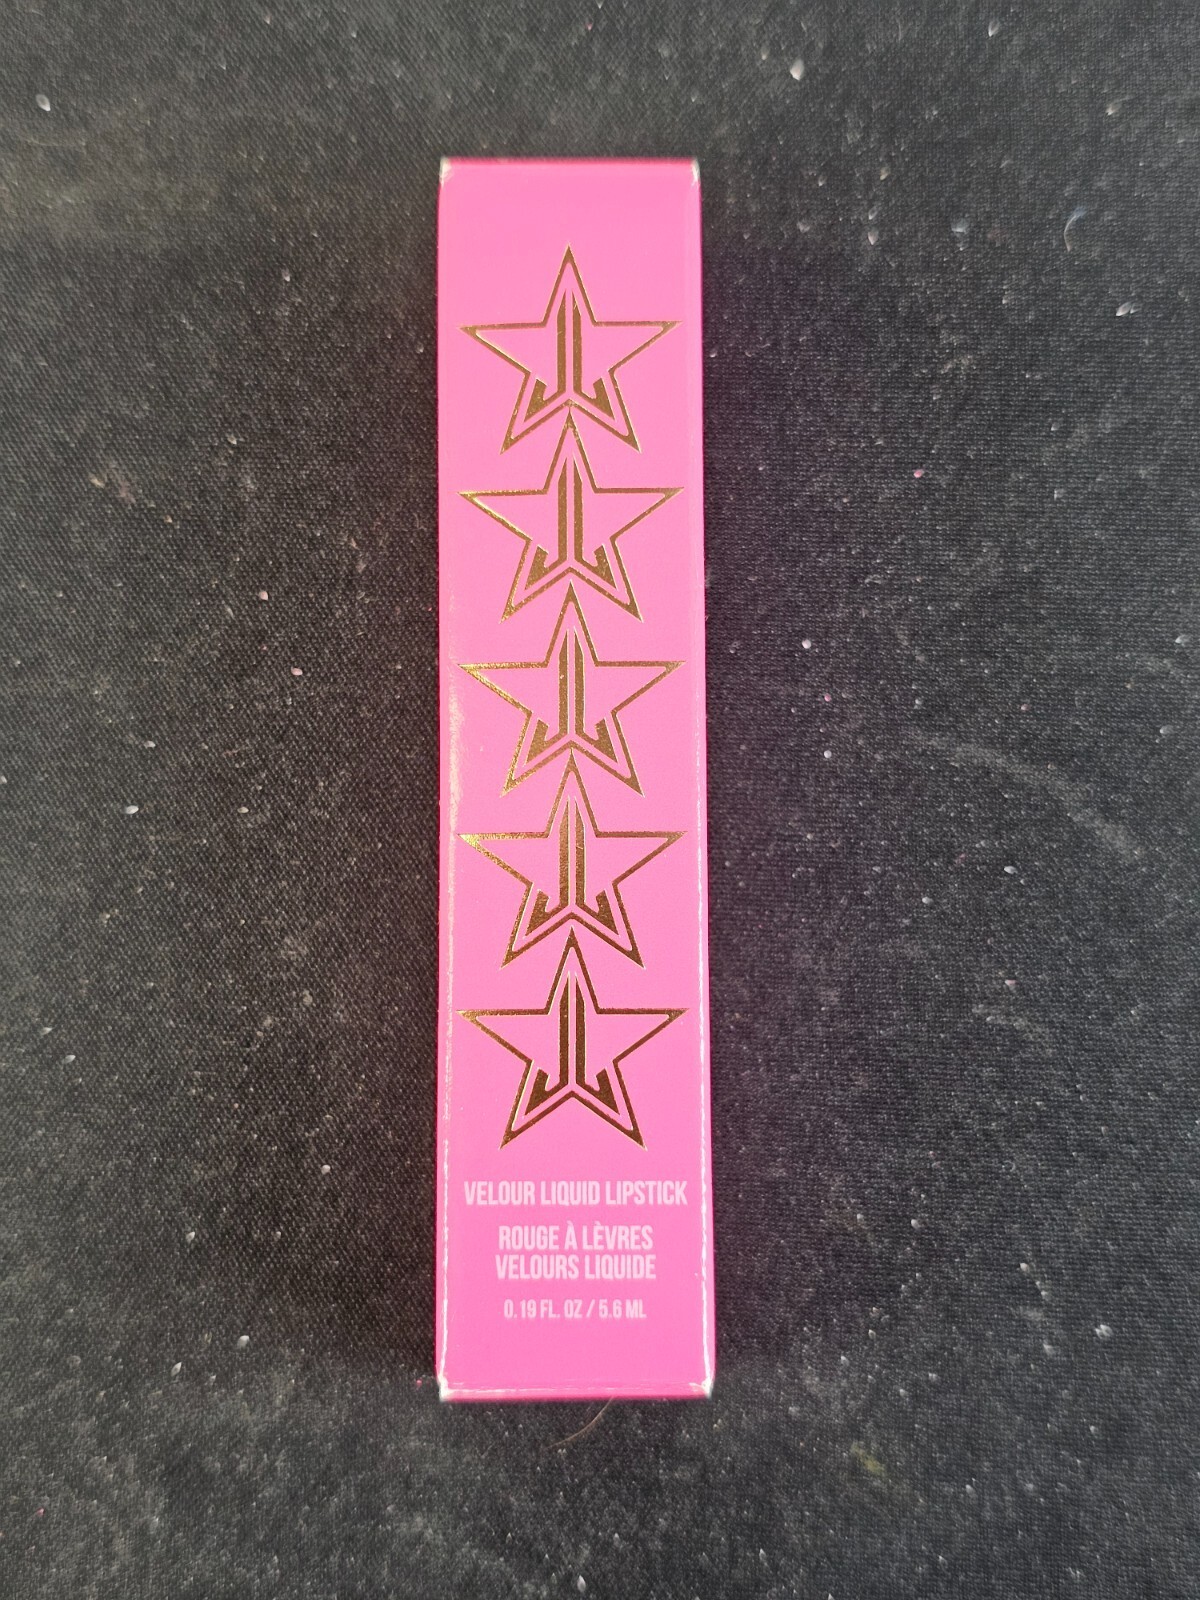 VELOUR LIQUID LIPSTICK
ROUGE À LÈVRES
VELOURS LIQUIDE
0.19 FL. OZ / 5.6 ML